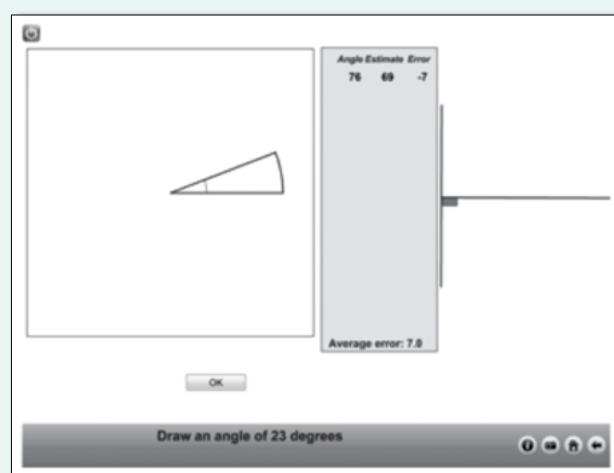 Angle Estimate Error
76 69 -7
Average error: 7.0
OK
Draw an angle of 23 degrees